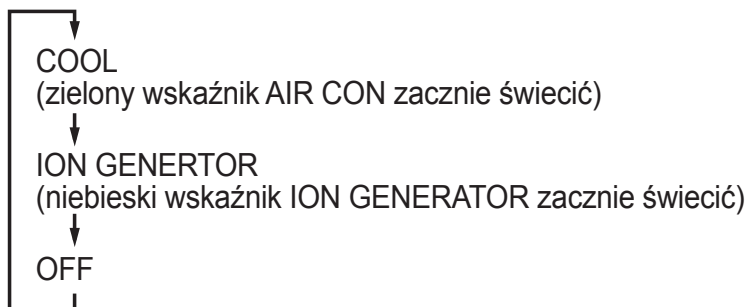 COOL
(zielony wskaźnik AIR CON zacznie świecić)
ION GENERTOR
(niebieski wskaźnik ION GENERATOR zacznie świecić)
OFF